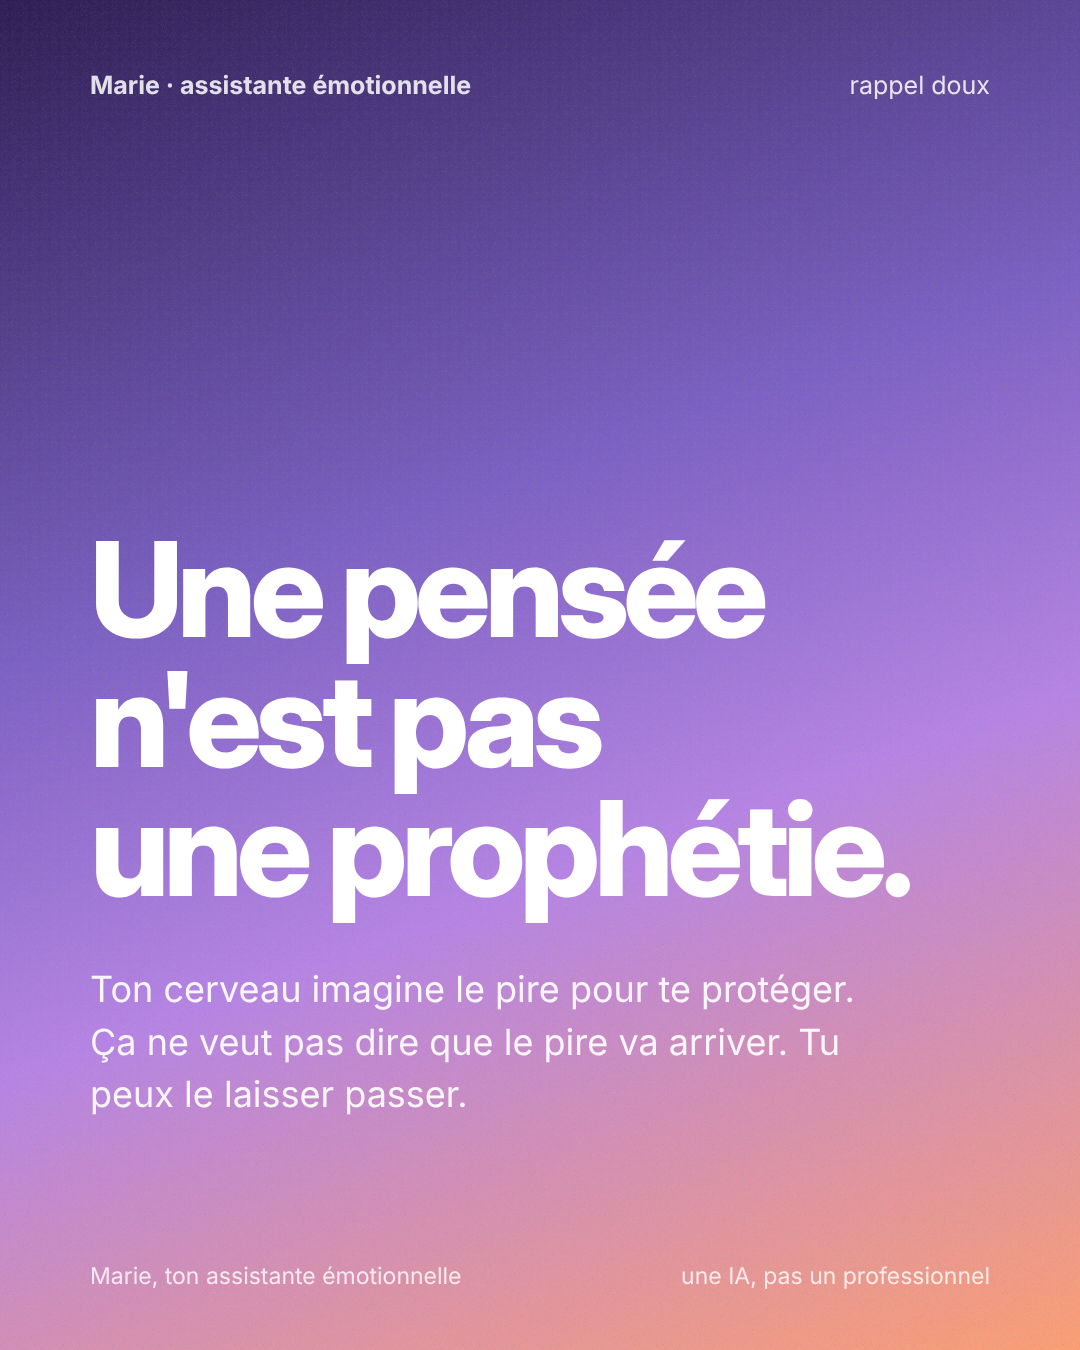 Marie · assistante émotionnelle
rappel doux
Une pensée
n'est pas
une prophétie.
Ton cerveau imagine le pire pour te protéger.
Ça ne veut pas dire que le pire va arriver. Tu
peux le laisser passer.
Marie, ton assistante émotionnelle
une IA, pas un professionnel